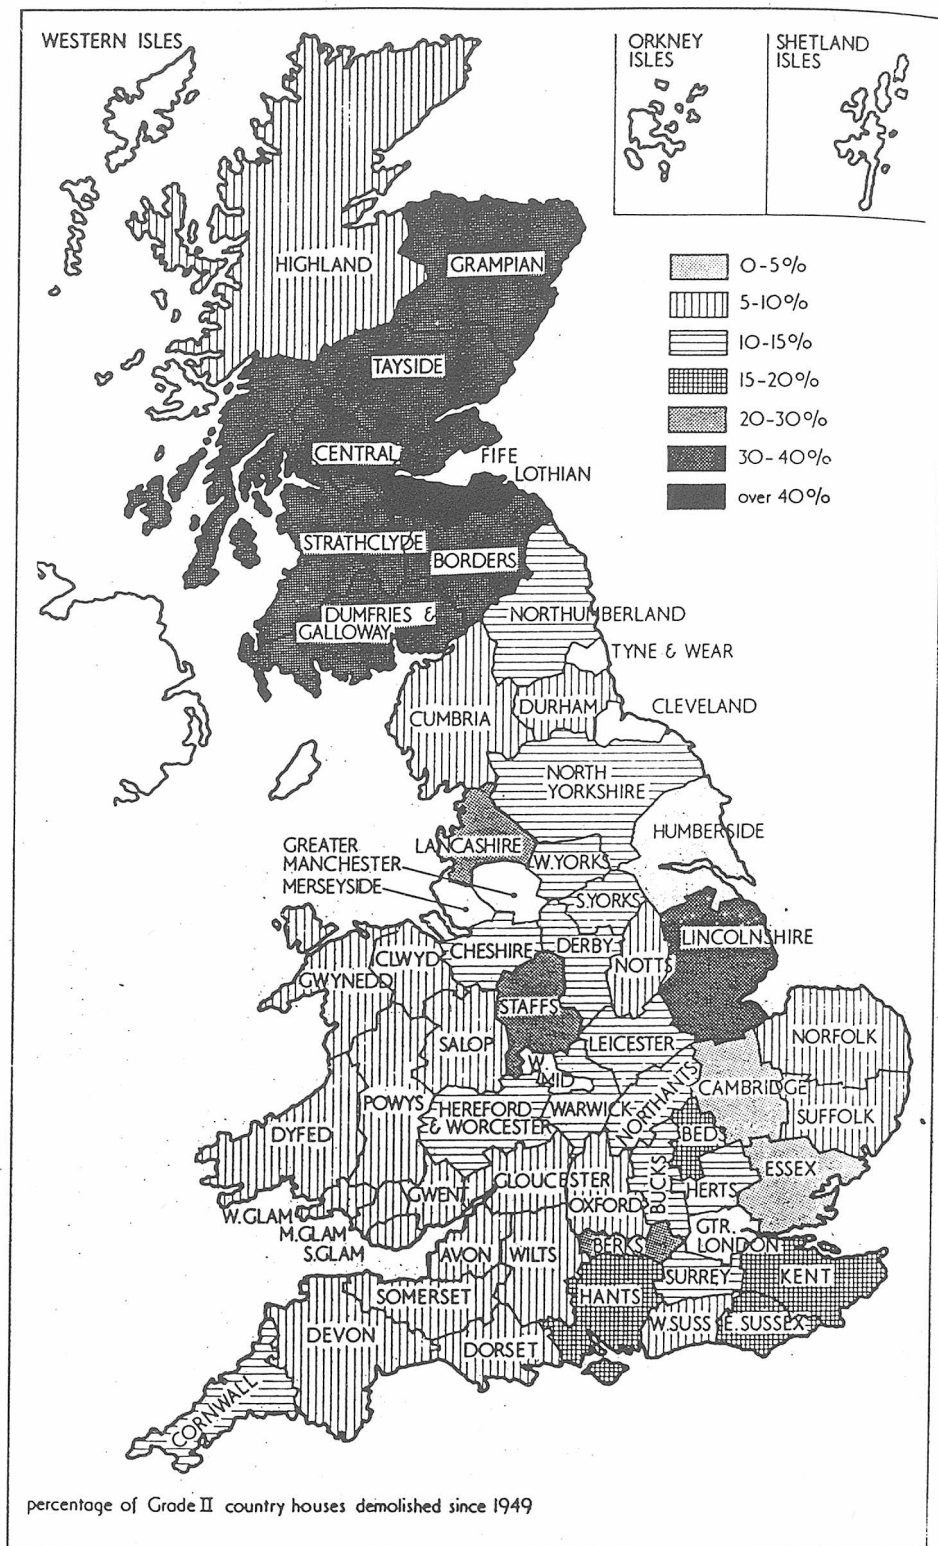 WESTERN ISLES
ORKNEY
ISLES
SHETLAND
ISLES
HIGHLAND
GRAMPIAN
0-5%
5-10%
10-15%
15-20%
20-30%
30-40%
over 40%
TAYSIDE
CENTRAL
FIFE
LOTHIAN
STRATHCLYDE
BORDERS
DUMFRIES &
GALLOWAY
NORTHUMBERLAND
TYNE & WEAR
CUMBRIA
DURHAM
CLEVELAND
NORTH
YORKSHIRE
HUMBERSIDE
LANCASHIRE
GREATER
MANCHESTER
MERSEYSIDE
W.YORKS
S.YORKS
LINCOLNSHIRE
CHESHIRE
DERBY
NOTTS
CLWYD
GWYNEDD
STAFFS
SALOP
LEICESTER
NORFOLK
W.
MID
CAMBRIDGE
NORTHANTS
SUFFOLK
POWYS
HEREFORD
& WORCESTER
WARWICK
BEDS
DYFED
ESSEX
GWENT
GLOUCESTER
OXFORD
BUCKS
HERTS
W.GLAM
M.GLAM
S.GLAM
GTR.
LONDON
AVON
WILTS
BERKS
SURREY
KENT
SOMERSET
HANTS
W.SUSS
E.SUSSEX
DEVON
DORSET
CORNWALL
percentage of Grade II country houses demolished since 1949